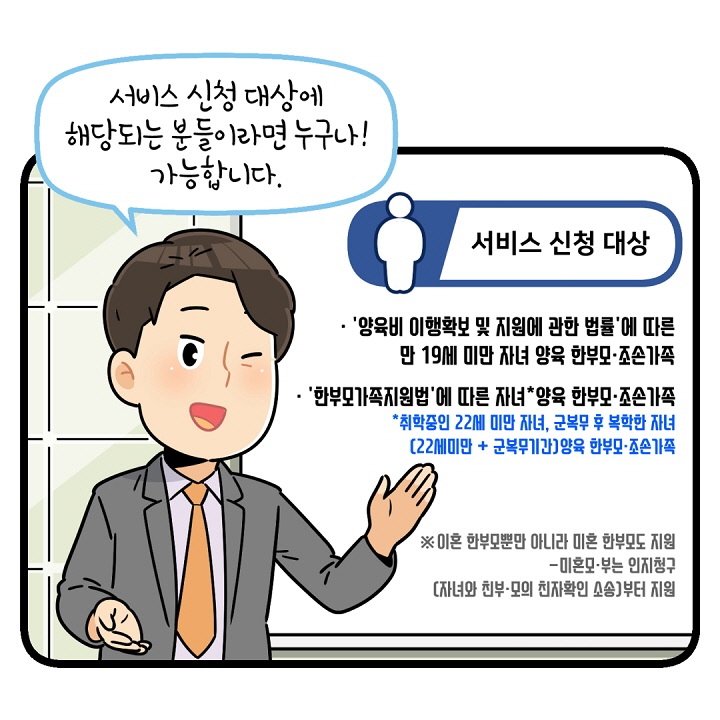 서비스 신청 대상에
해당되는 분들이라면 누구나!
가능합니다.
서비스 신청 대상
· '양육비 이행확보 및 지원에 관한 법률'에 따른
만 19세 미만 자녀 양육 한부모·조손가족
· '한부모가족지원법'에 따른 자녀*양육 한부모·조손가족
*취학중인 22세 미만 자녀, 군복무 후 복학한 자녀
(22세미만 + 군복무기간)양육 한부모·조손가족
※이혼 한부모뿐만 아니라 미혼 한부모도 지원
-미혼모·부는 인지청구
(자녀와 친부·모의 친자확인 소송)부터 지원